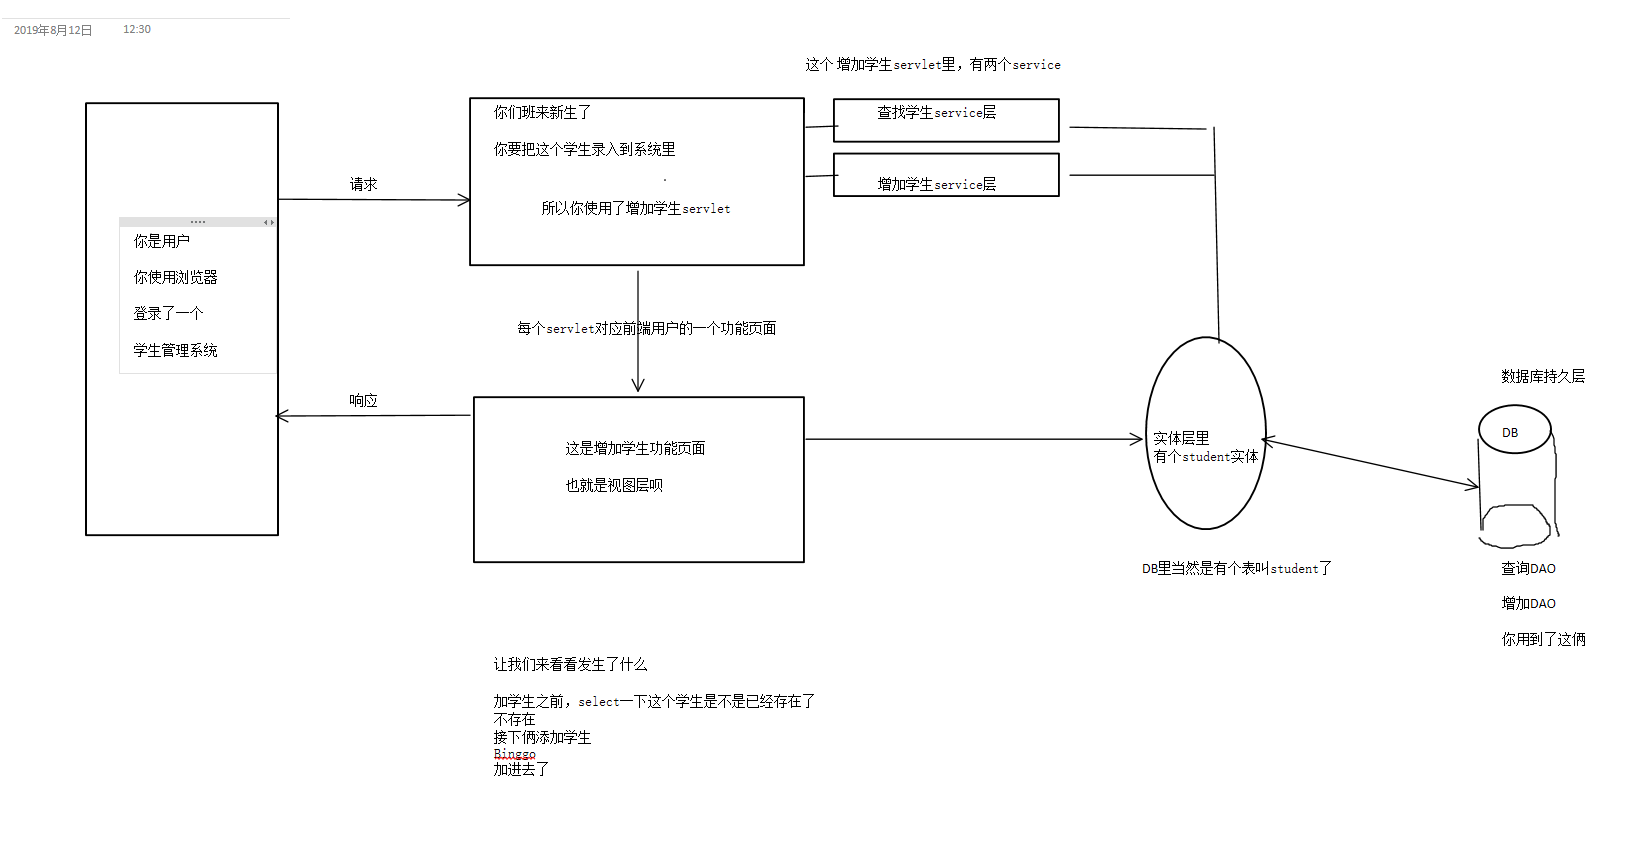 2019年8月12日 12:30
这个 增加学生servlet里，有两个service
你们班来新生了
你要把这个学生录入到系统里
所以你使用了增加学生servlet
查找学生service层
增加学生service层
请求
你是用户
你使用浏览器
登录了一个
学生管理系统
每个servlet对应前端用户的一个功能页面
响应
这是增加学生功能页面
也就是视图层呗
实体层里
有个student实体
数据库持久层
DB
DB里当然是有个表叫student了
查询DAO
增加DAO
你用到了这俩
让我们来看看发生了什么
加学生之前，select一下这个学生是不是已经存在了
不存在
接下俩添加学生
Binggo
加进去了